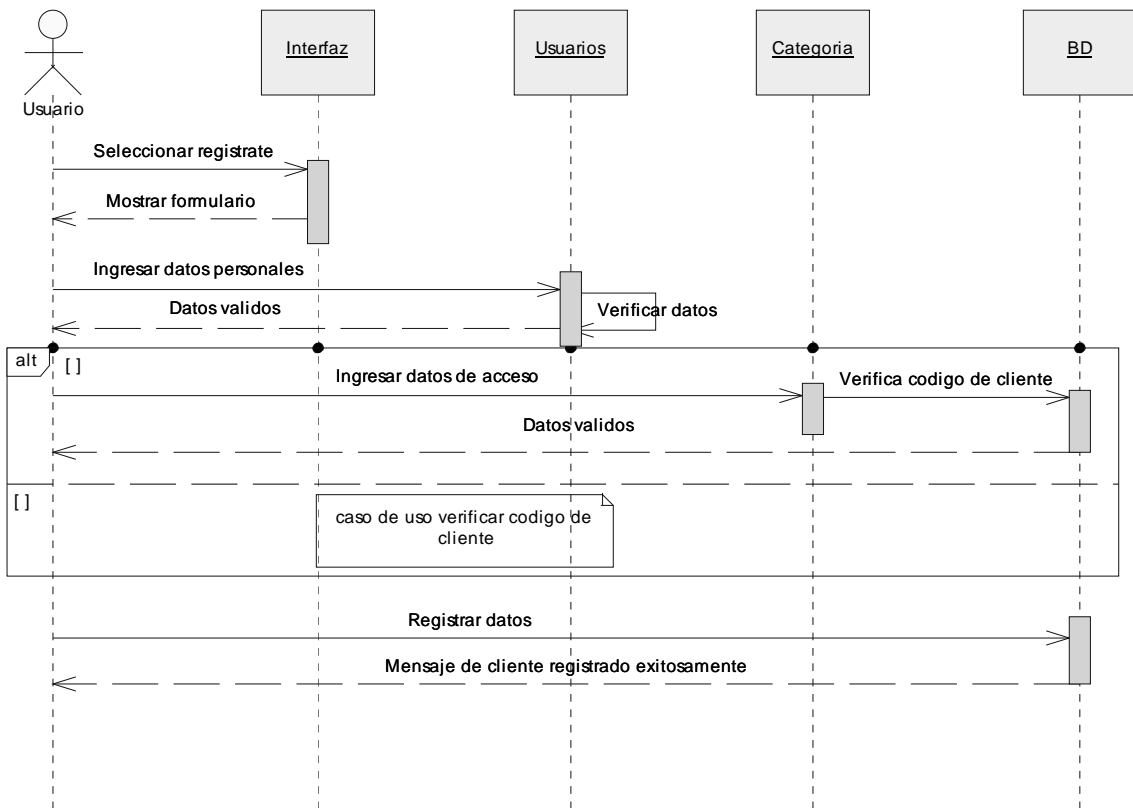 Usuario
Interfaz
Usuarios
Categoria
BD
Seleccionar registrate
Mostrar formulario
Ingresar datos personales
Datos validos
Verificar datos
alt
[ ]
Ingresar datos de acceso
Verifica codigo de cliente
Datos validos
[ ]
caso de uso verificar codigo de
cliente
Registrar datos
Mensaje de cliente registrado exitosamente